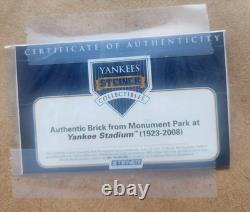 CERTIFICATE OF AUTHENTICITY
YANKEES
STEINER
COLLECTIBLES
Authentic Brick from Monument Park at
Yankee Stadium™ (1923-2008)
STEINER